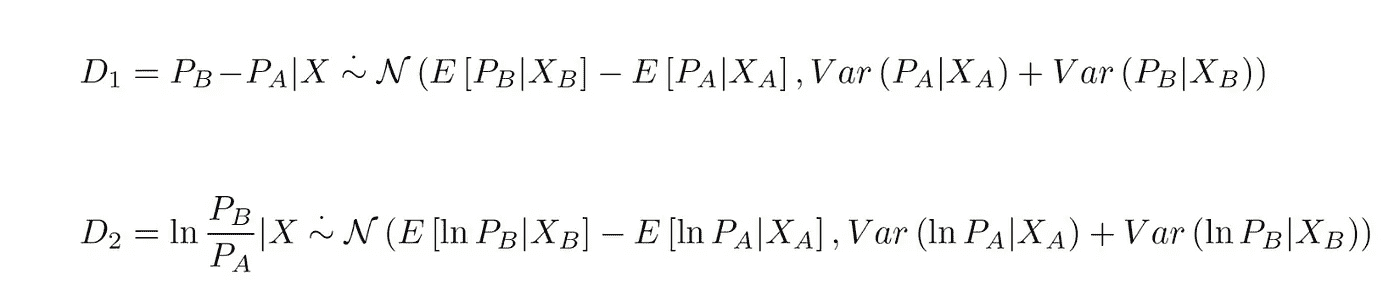 D₁ = P_B − P_A|X ∼̇ 𝒩 (E [P_B|X_B] − E [P_A|X_A] , Var (P_A|X_A) + Var (P_B|X_B))
D₂ = ln P_B/P_A |X ∼̇ 𝒩 (E [ln P_B|X_B] − E [ln P_A|X_A] , Var (ln P_A|X_A) + Var (ln P_B|X_B))